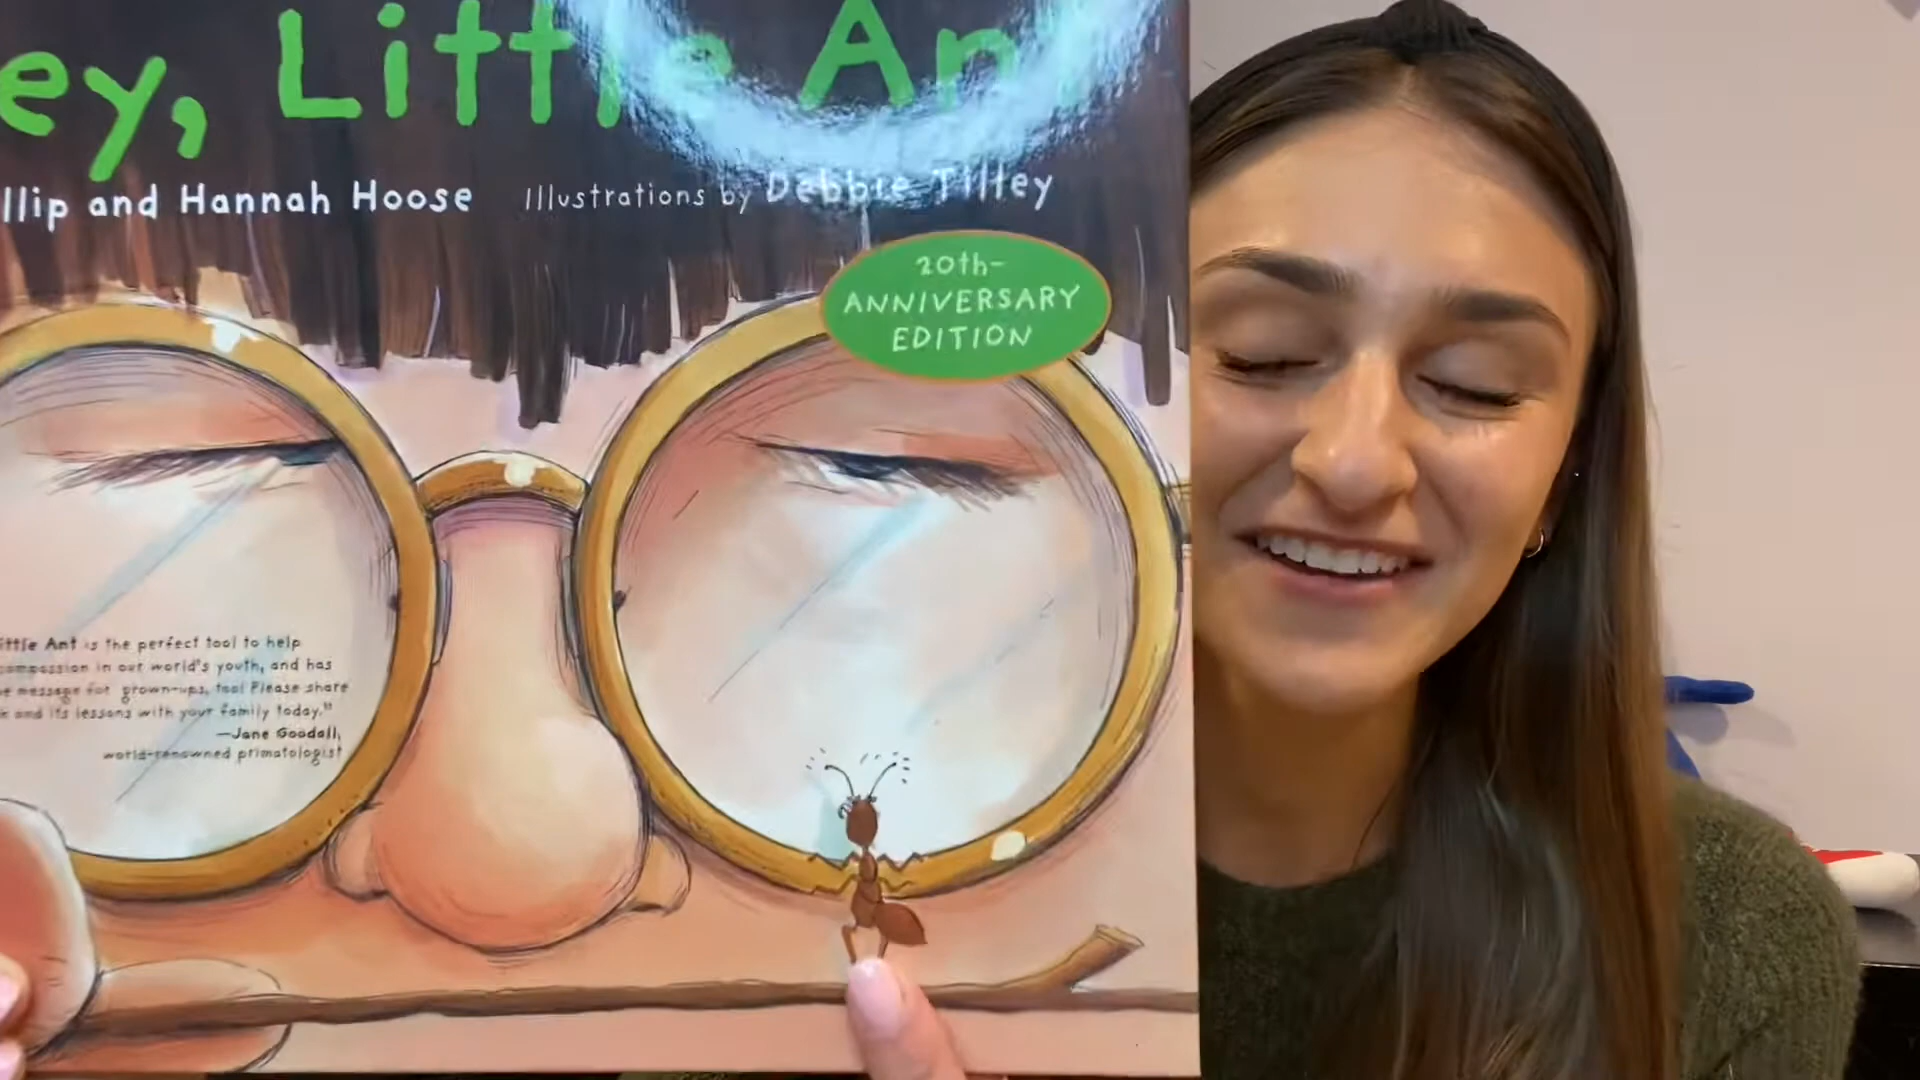 ey, Little Ant
llip and Hannah Hoose Illustrations by Debbie Tilley
20th-
ANNIVERSARY
EDITION
ittle Ant is the perfect tool to help
compassion in our world's youth, and has
e message for grown-ups, too! Please share
k and its lessons with your family today."
—Jane Goodall,
world-renowned primatologist